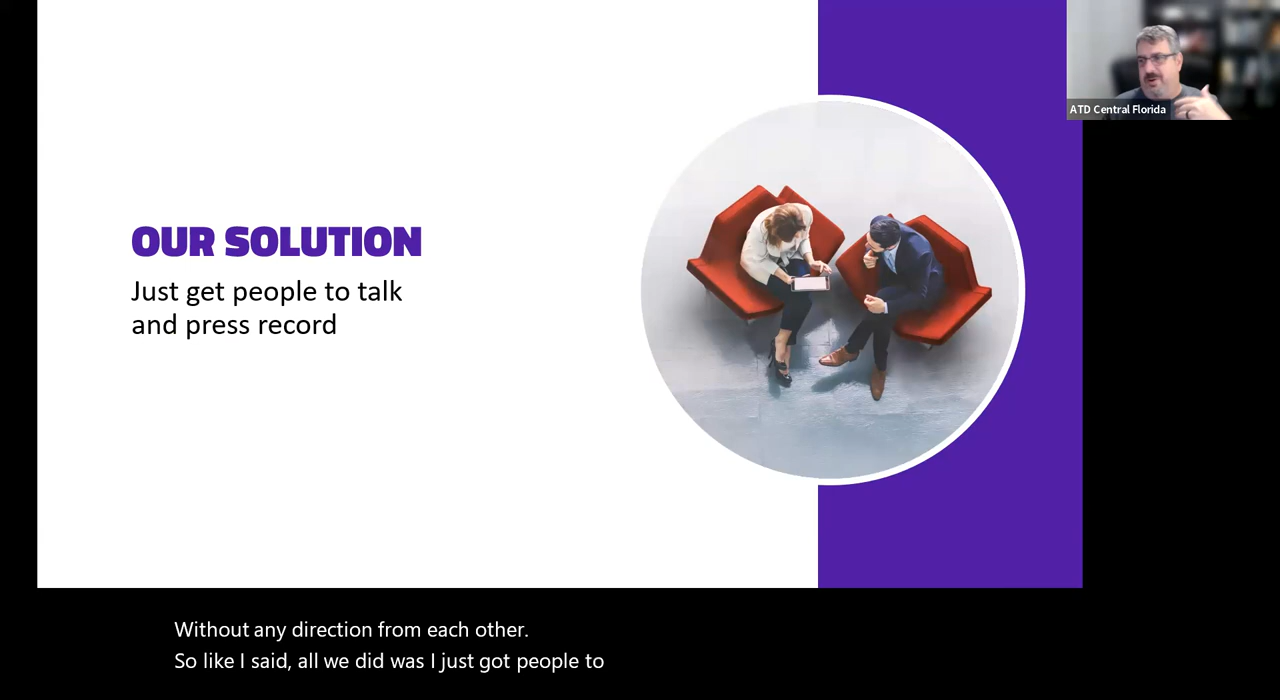 ATD Central Florida
OUR SOLUTION
Just get people to talk
and press record
Without any direction from each other.
So like I said, all we did was I just got people to